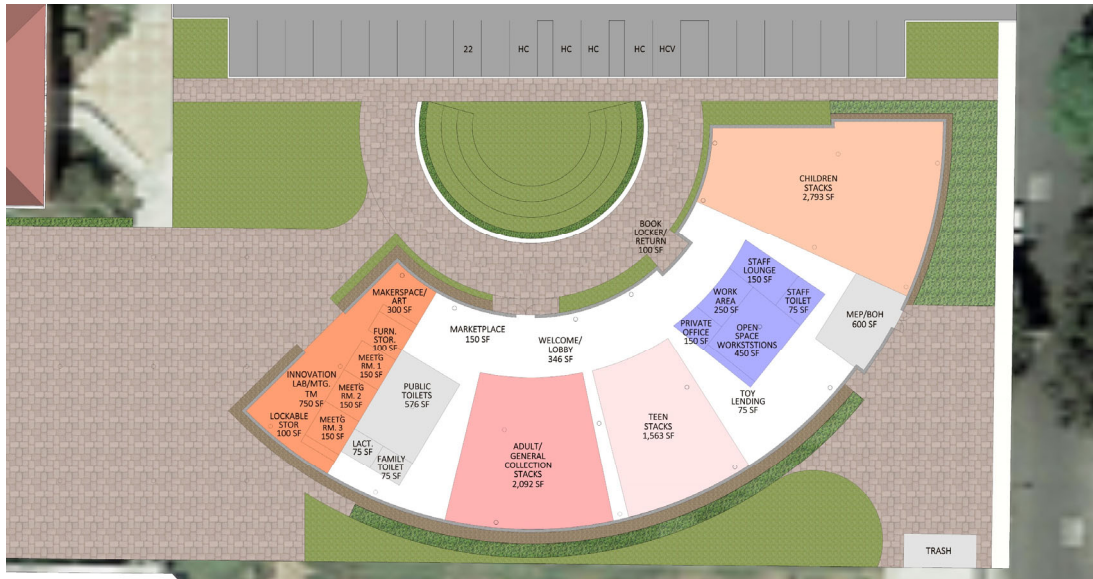 22
HC
HC
HC
HC
HCV
CHILDREN
STACKS
2,793 SF
BOOK
LOCKER/
RETURN
100 SF
STAFF
LOUNGE
150 SF
STAFF
TOILET
75 SF
WORK
AREA
250 SF
PRIVATE
OFFICE
150 SF
OPEN
SPACE
WORKSTSTIONS
450 SF
MEP/BOH
600 SF
MAKERSPACE/
ART
300 SF
FURN.
STOR.
100 SF
MARKETPLACE
150 SF
WELCOME/
LOBBY
346 SF
MEETG
RM. 1
150 SF
INNOVATION
LAB/MTG.
TM
750 SF
MEETG
RM. 2
150 SF
PUBLIC
TOILETS
576 SF
TOY
LENDING
75 SF
LOCKABLE
STOR
100 SF
MEETG
RM. 3
150 SF
TEEN
STACKS
1,563 SF
LACT.
75 SF
FAMILY
TOILET
75 SF
ADULT/
GENERAL
COLLECTION
STACKS
2,092 SF
TRASH